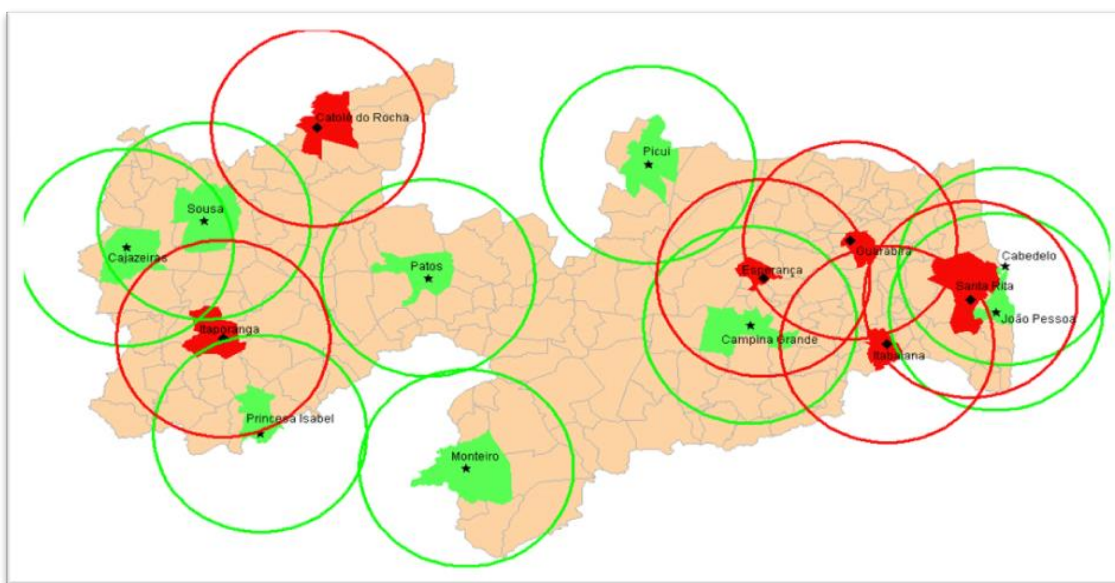 Catolé do Rocha
Picui
Sousa
Cajazeiras
Guarabira
Cabedelo
Patos
Esperança
Santa Rita
João Pessoa
Itaporanga
Campina Grande
Itabaiana
Princesa Isabel
Monteiro